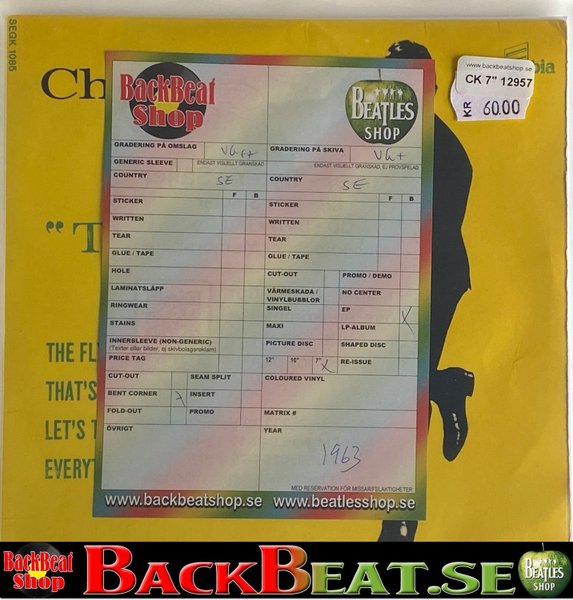 SEGK 1085
Ch
bia
www.backbeatshop.se
CK 7" 12957
KR 60.00
BackBeat
Shop
BEATLES
SHOP
GRADERING PÅ OMSLAG VG++
GRADERING PÅ SKIVA VG+
GENERIC SLEEVE ENDAST VISUELLT GRANSKAD
ENDAST VISUELLT GRANSKAD, EJ PROVSPELAD
COUNTRY SE
COUNTRY SE
F B
F B
STICKER
STICKER
WRITTEN
WRITTEN
TEAR
TEAR
GLUE / TAPE
GLUE / TAPE
HOLE
CUT-OUT PROMO / DEMO
LAMINATSLÄPP
VÄRMESKADA / VINYLBUBBLOR NO CENTER
RINGWEAR
SINGEL EP X
STAINS
MAXI LP-ALBUM
INNERSLEEVE (NON-GENERIC)
(Texter eller bilder, ej skivbolagsreklam)
PICTURE DISC SHAPED DISC
PRICE TAG
12" 10" 7" X RE-ISSUE
CUT-OUT SEAM SPLIT
COLOURED VINYL
BENT CORNER INSERT
FOLD-OUT PROMO
MATRIX #
ÖVRIGT
YEAR
1963
MED RESERVATION FÖR MISSAR/FELAKTIGHETER
www.backbeatshop.se www.beatlesshop.se
" T
THE FL
THAT'S
LET'S T
EVERYT
BackBeat
Shop
BACKBEAT.SE
BEATLES
SHOP